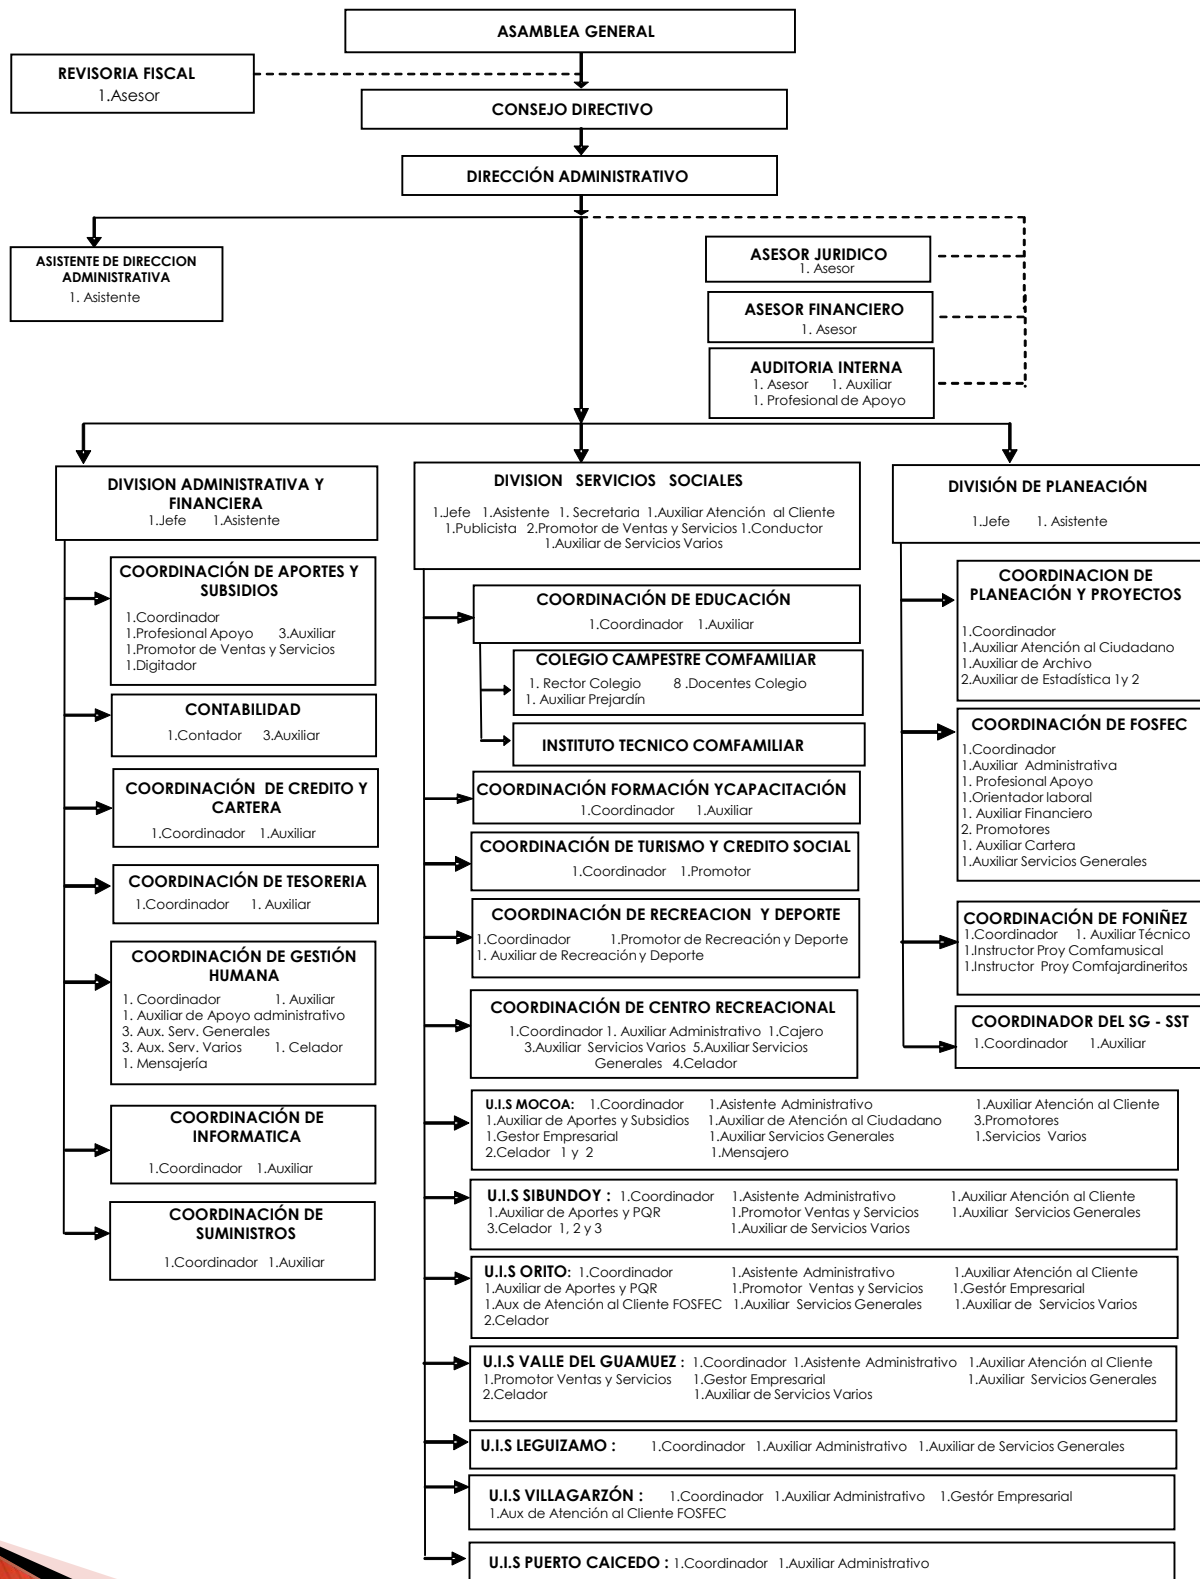 ASAMBLEA GENERAL
REVISORIA FISCAL
1.Asesor
CONSEJO DIRECTIVO
DIRECCIÓN ADMINISTRATIVO
ASISTENTE DE DIRECCION
ADMINISTRATIVA
1. Asistente
ASESOR JURIDICO
1. Asesor
ASESOR FINANCIERO
1. Asesor
AUDITORIA INTERNA
1. Asesor 1. Auxiliar
1. Profesional de Apoyo
DIVISION ADMINISTRATIVA Y
FINANCIERA
1.Jefe 1.Asistente
COORDINACIÓN DE APORTES Y
SUBSIDIOS
1.Coordinador
1.Profesional Apoyo 3.Auxiliar
1.Promotor de Ventas y Servicios
1.Digitador
CONTABILIDAD
1.Contador 3.Auxiliar
COORDINACIÓN DE CREDITO Y
CARTERA
1.Coordinador 1.Auxiliar
COORDINACIÓN DE TESORERIA
1.Coordinador 1. Auxiliar
COORDINACIÓN DE GESTIÓN
HUMANA
1. Coordinador 1. Auxiliar
1. Auxiliar de Apoyo administrativo
3. Aux. Serv. Generales
3. Aux. Serv. Varios 1. Celador
1. Mensajería
COORDINACIÓN DE
INFORMATICA
1.Coordinador 1.Auxiliar
COORDINACIÓN DE
SUMINISTROS
1.Coordinador 1.Auxiliar
DIVISION SERVICIOS SOCIALES
1.Jefe 1.Asistente 1. Secretaria 1.Auxiliar Atención al Cliente
1.Publicista 2.Promotor de Ventas y Servicios 1.Conductor
1.Auxiliar de Servicios Varios
COORDINACIÓN DE EDUCACIÓN
1.Coordinador 1.Auxiliar
COLEGIO CAMPESTRE COMFAMILIAR
1. Rector Colegio 8 .Docentes Colegio
1. Auxiliar Prejardín
INSTITUTO TECNICO COMFAMILIAR
COORDINACIÓN FORMACIÓN YCAPACITACIÓN
1.Coordinador 1.Auxiliar
COORDINACIÓN DE TURISMO Y CREDITO SOCIAL
1.Coordinador 1.Promotor
COORDINACIÓN DE RECREACION Y DEPORTE
1.Coordinador 1.Promotor de Recreación y Deporte
1. Auxiliar de Recreación y Deporte
COORDINACIÓN DE CENTRO RECREACIONAL
1.Coordinador 1. Auxiliar Administrativo 1.Cajero
3.Auxiliar Servicios Varios 5.Auxiliar Servicios
Generales 4.Celador
U.I.S MOCOA: 1.Coordinador 1.Asistente Administrativo 1.Auxiliar Atención al Cliente
1.Auxiliar de Aportes y Subsidios 1.Auxiliar de Atención al Ciudadano 3.Promotores
1.Gestor Empresarial 1.Auxiliar Servicios Generales 1.Servicios Varios
2.Celador 1 y 2 1.Mensajero
U.I.S SIBUNDOY : 1.Coordinador 1.Asistente Administrativo 1.Auxiliar Atención al Cliente
1.Auxiliar de Aportes y PQR 1.Promotor Ventas y Servicios 1.Auxiliar Servicios Generales
3.Celador 1, 2 y 3 1.Auxiliar de Servicios Varios
U.I.S ORITO: 1.Coordinador 1.Asistente Administrativo 1.Auxiliar Atención al Cliente
1.Auxiliar de Aportes y PQR 1.Promotor Ventas y Servicios 1.Gestór Empresarial
1.Aux de Atención al Cliente FOSFEC 1.Auxiliar Servicios Generales 1.Auxiliar de Servicios Varios
2.Celador
U.I.S VALLE DEL GUAMUEZ : 1.Coordinador 1.Asistente Administrativo 1.Auxiliar Atención al Cliente
1.Promotor Ventas y Servicios 1.Gestor Empresarial 1.Auxiliar Servicios Generales
2.Celador 1.Auxiliar de Servicios Varios
U.I.S LEGUIZAMO : 1.Coordinador 1.Auxiliar Administrativo 1.Auxiliar de Servicios Generales
U.I.S VILLAGARZÓN : 1.Coordinador 1.Auxiliar Administrativo 1.Gestór Empresarial
1.Aux de Atención al Cliente FOSFEC
U.I.S PUERTO CAICEDO : 1.Coordinador 1.Auxiliar Administrativo
DIVISIÓN DE PLANEACIÓN
1.Jefe 1. Asistente
COORDINACION DE
PLANEACIÓN Y PROYECTOS
1.Coordinador
1.Auxiliar Atención al Ciudadano
1.Auxiliar de Archivo
2.Auxiliar de Estadística 1y 2
COORDINACIÓN DE FOSFEC
1.Coordinador
1.Auxiliar Administrativa
1. Profesional Apoyo
1.Orientador laboral
1. Auxiliar Financiero
2. Promotores
1. Auxiliar Cartera
1.Auxiliar Servicios Generales
COORDINACIÓN DE FONIÑEZ
1.Coordinador 1. Auxiliar Técnico
1.Instructor Proy Comfamusical
1.Instructor Proy Comfajardineritos
COORDINADOR DEL SG - SST
1.Coordinador 1.Auxiliar